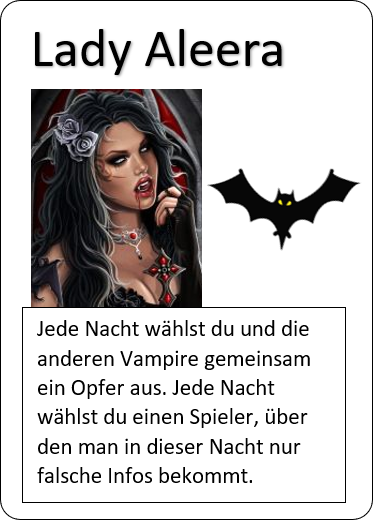 Lady Aleera
Jede Nacht wählst du und die
anderen Vampire gemeinsam
ein Opfer aus. Jede Nacht
wählst du einen Spieler, über
den man in dieser Nacht nur
falsche Infos bekommt.